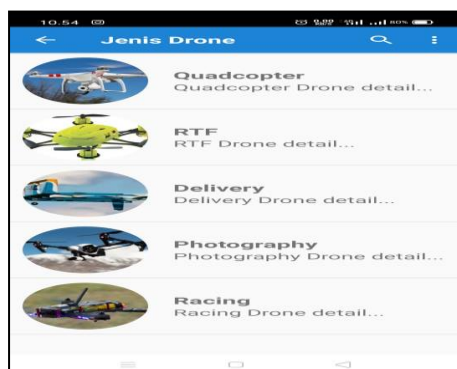 10.54
80%
Jenis Drone
Quadcopter
Quadcopter Drone detail...
RTF
RTF Drone detail...
Delivery
Delivery Drone detail...
Photography
Photography Drone detail...
Racing
Racing Drone detail...